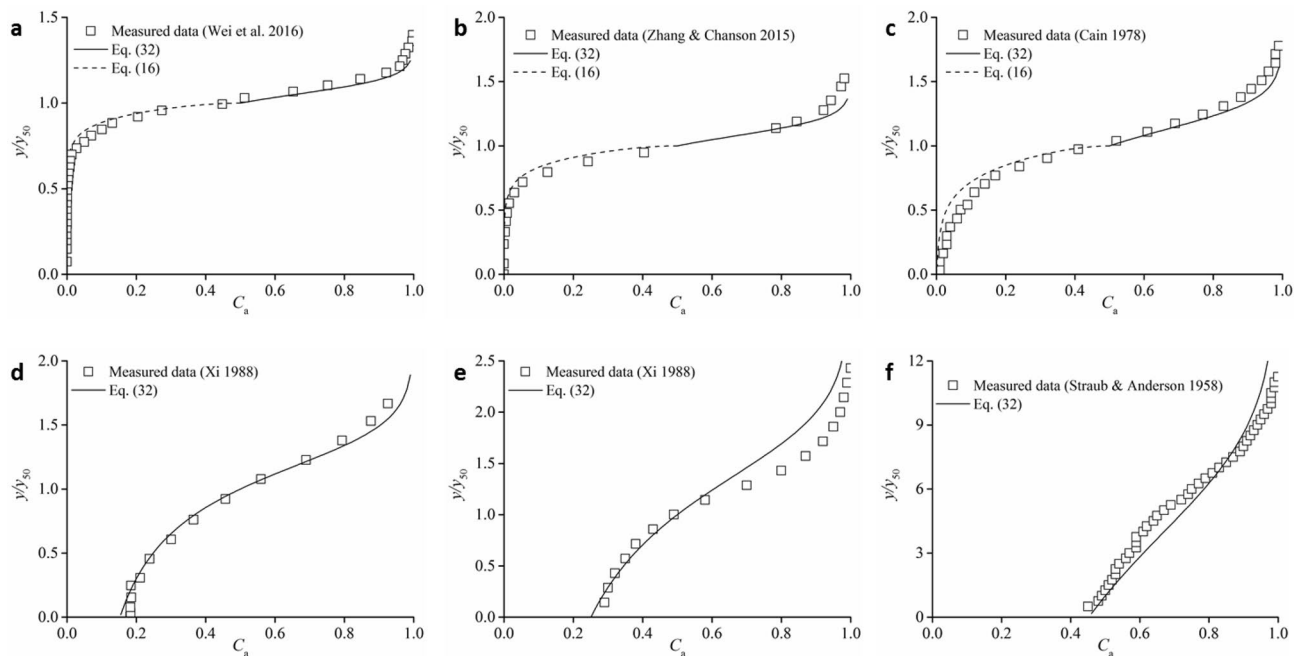 a
1.5
1.0
0.5
0.0
y/y50
Measured data (Wei et al. 2016)
Eq. (32)
Eq. (16)
0.0 0.2 0.4 0.6 0.8 1.0
Ca
b
2.0
1.5
1.0
0.5
0.0
y/y50
Measured data (Zhang & Chanson 2015)
Eq. (32)
Eq. (16)
0.0 0.2 0.4 0.6 0.8 1.0
Ca
c
2.0
1.5
1.0
0.5
0.0
y/y50
Measured data (Cain 1978)
Eq. (32)
Eq. (16)
0.0 0.2 0.4 0.6 0.8 1.0
Ca
d
2.0
1.5
1.0
0.5
0.0
y/y50
Measured data (Xi 1988)
Eq. (32)
0.0 0.2 0.4 0.6 0.8 1.0
Ca
e
2.5
2.0
1.5
1.0
0.5
0.0
y/y50
Measured data (Xi 1988)
Eq. (32)
0.0 0.2 0.4 0.6 0.8 1.0
Ca
f
12
9
6
3
0
y/y50
Measured data (Straub & Anderson 1958)
Eq. (32)
0.0 0.2 0.4 0.6 0.8 1.0
Ca